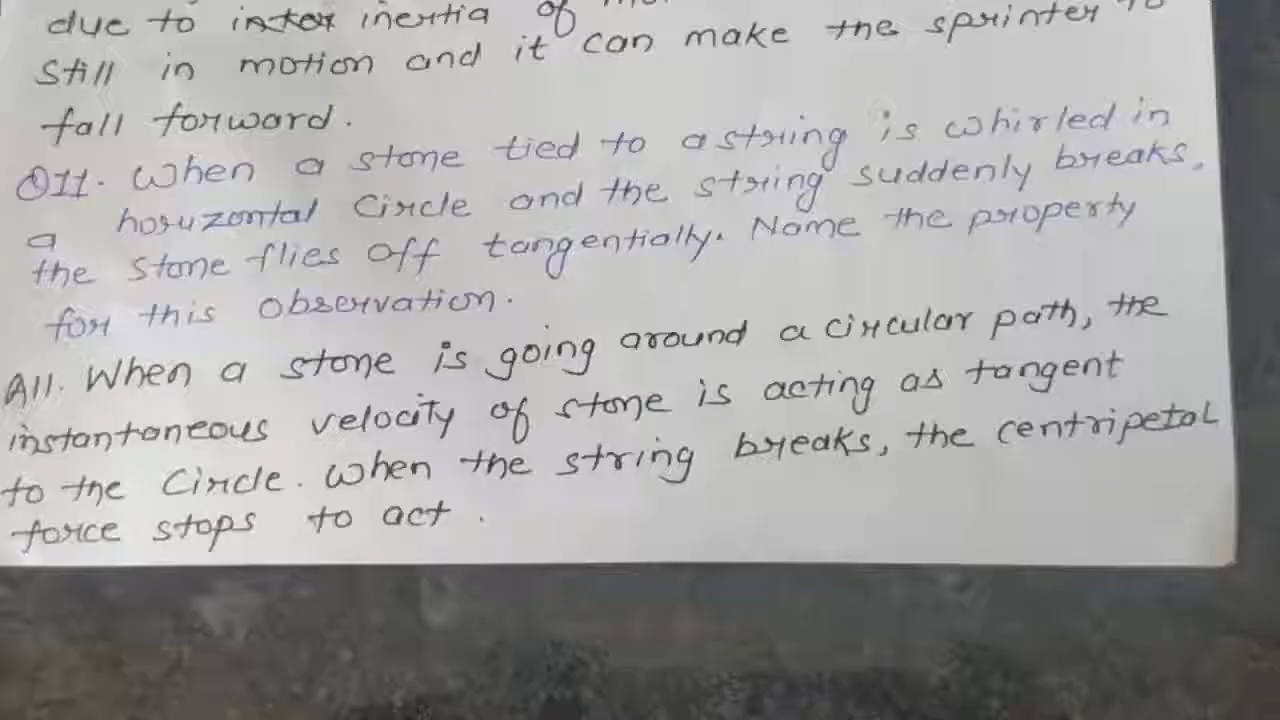 due to inertia of
still in motion and it can make the sprinter to
fall forward.
Q11. When a stone tied to a string is whirled in
a horizontal circle and the string suddenly breaks,
the stone flies off tangentially. Name the property
for this observation.
A11. When a stone is going around a circular path, the
instantaneous velocity of stone is acting as tangent
to the circle. When the string breaks, the centripetal
force stops to act.